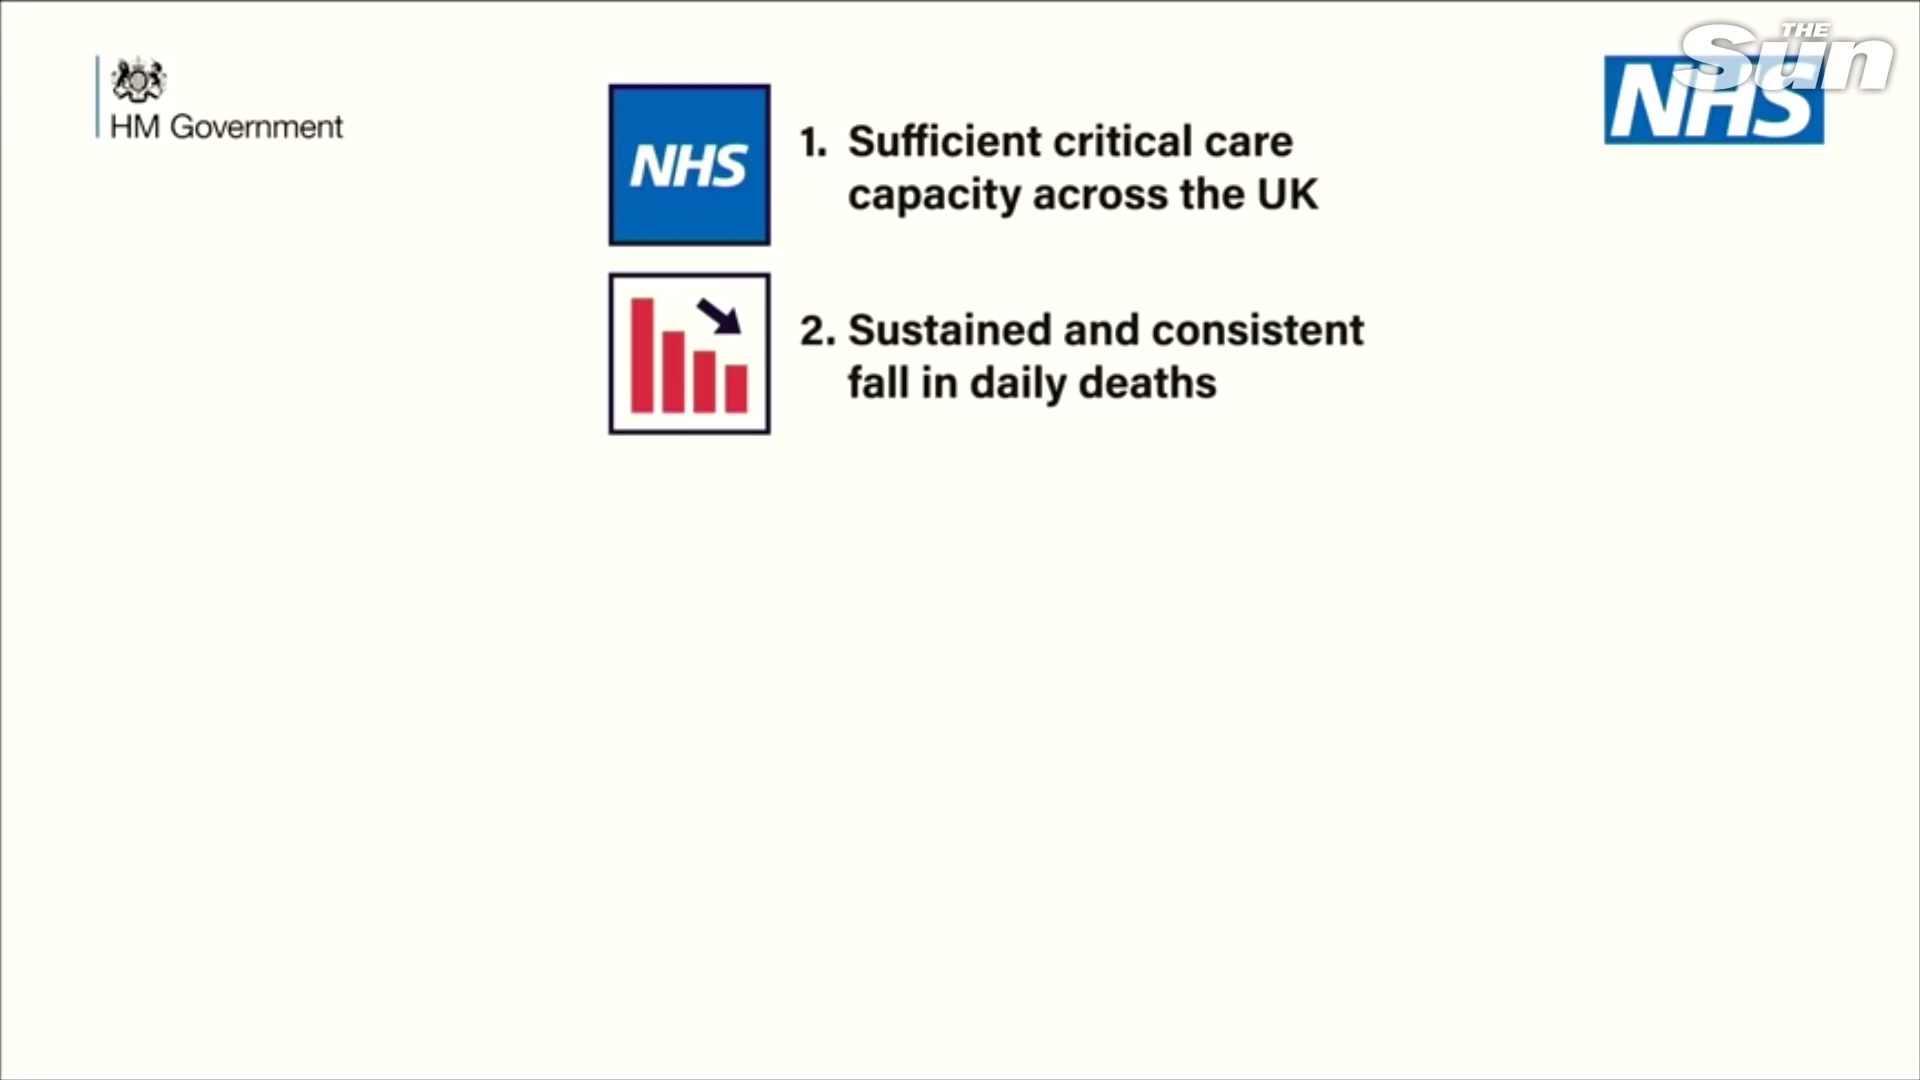 HM Government
NHS
1. Sufficient critical care
capacity across the UK
2. Sustained and consistent
fall in daily deaths
NHS
THE
Sun